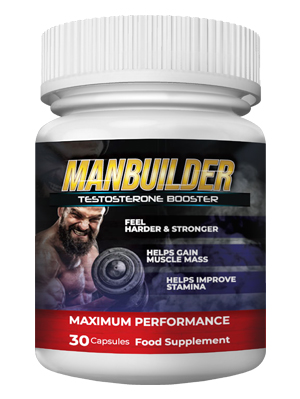 MANBUILDER
TESTOSTERONE BOOSTER
FEEL
HARDER & STRONGER
HELPS GAIN
MUSCLE MASS
HELPS IMPROVE
STAMINA
MAXIMUM PERFORMANCE
30 Capsules Food Supplement